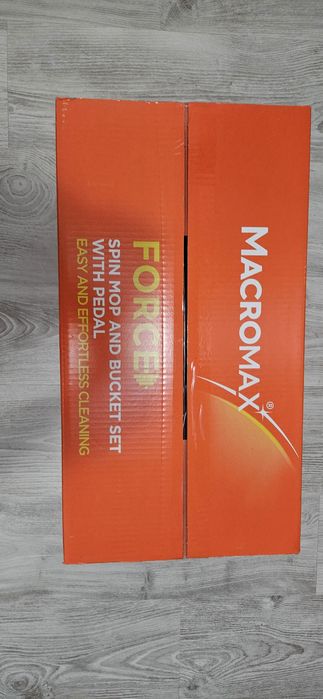 MACROMAX®
FORCE
SPIN MOP AND BUCKET SET
WITH PEDAL
EASY AND EFFORTLESS CLEANING